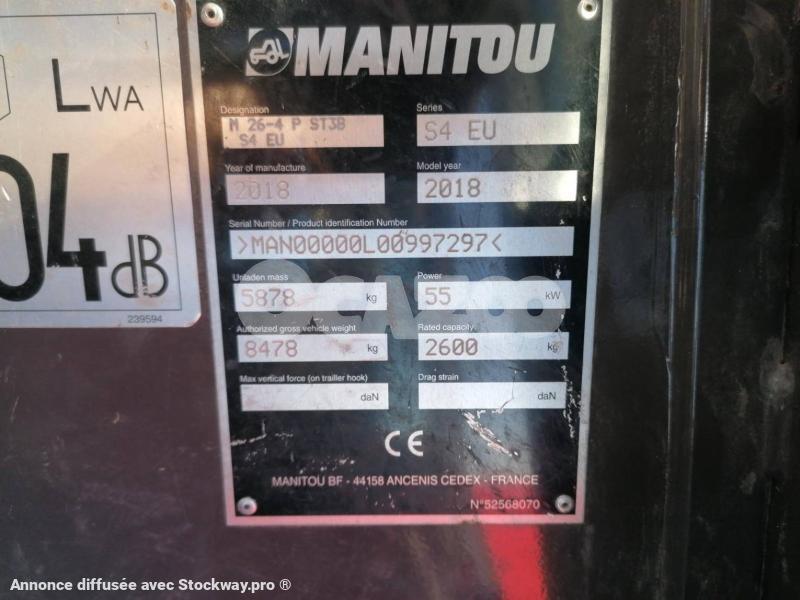 LWA
04dB
239594
MANITOU
Designation
M 26-4 P ST3B
S4 EU
Series
S4 EU
Year of manufacture
2018
Model year
2018
Serial Number / Product identification Number
>MAN00000L00997297<
Unladen mass
5878 kg
Power
55 kW
OCAZOO
Authorized gross vehicle weight
8478 kg
Rated capacity
2600 kg
Max vertical force (on trailler hook)
daN
Drag strain
daN
CE
MANITOU BF - 44158 ANCENIS CEDEX - FRANCE
N°52568070
Annonce diffusée avec Stockway.pro ®